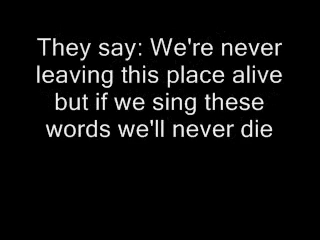 They say: We're never
leaving this place alive
but if we sing these
words we'll never die